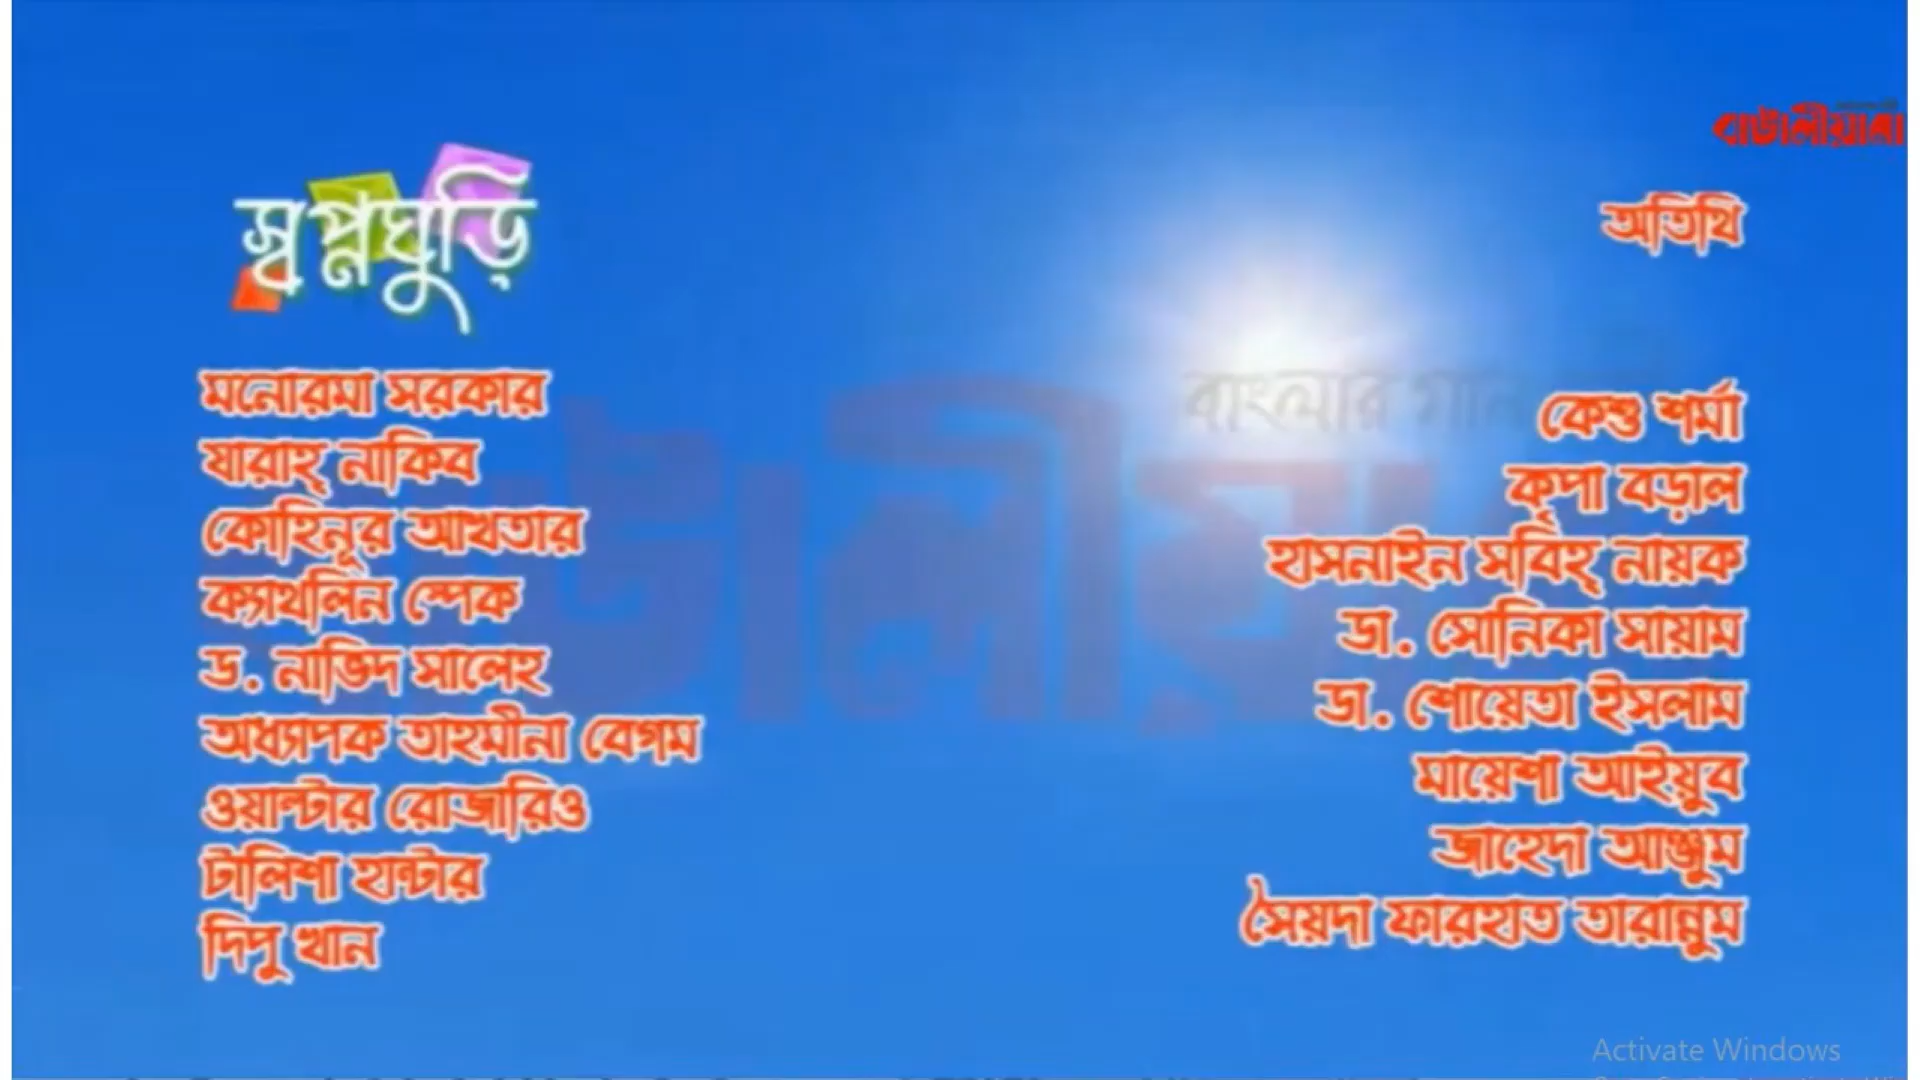 স্বপ্নঘুড়ি
অতিথি
মনোরমা সরকার
যারাহ্ নাকিব
কোহিনূর আখতার
ক্যাথলিন স্পেক
ড. নাভিদ সালেহ
অধ্যাপক তাহমীনা বেগম
ওয়াল্টার রোজারিও
টালিশা হান্টার
দিপু খান
বাংলার গান
কেশু শর্মা
কৃপা বড়াল
হাসনাইন সবিহ্ নায়ক
ডা. সোনিকা সায়াম
ডা. শোয়েতা ইসলাম
মায়েশা আইয়ুব
জাহেদা আঞ্জুম
সৈয়দা ফারহাত তারান্নুম
Activate Windows